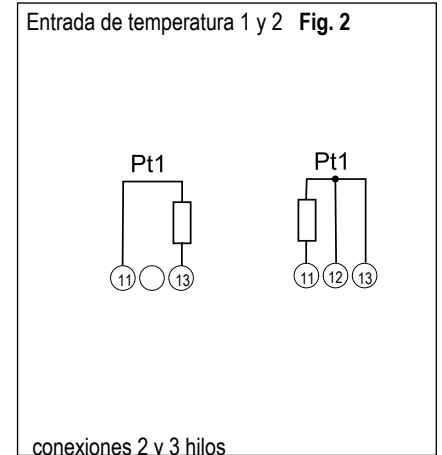 Entrada de temperatura 1 y 2 Fig. 2
Pt1 Pt1
11 13 11 12 13
conexiones 2 y 3 hilos